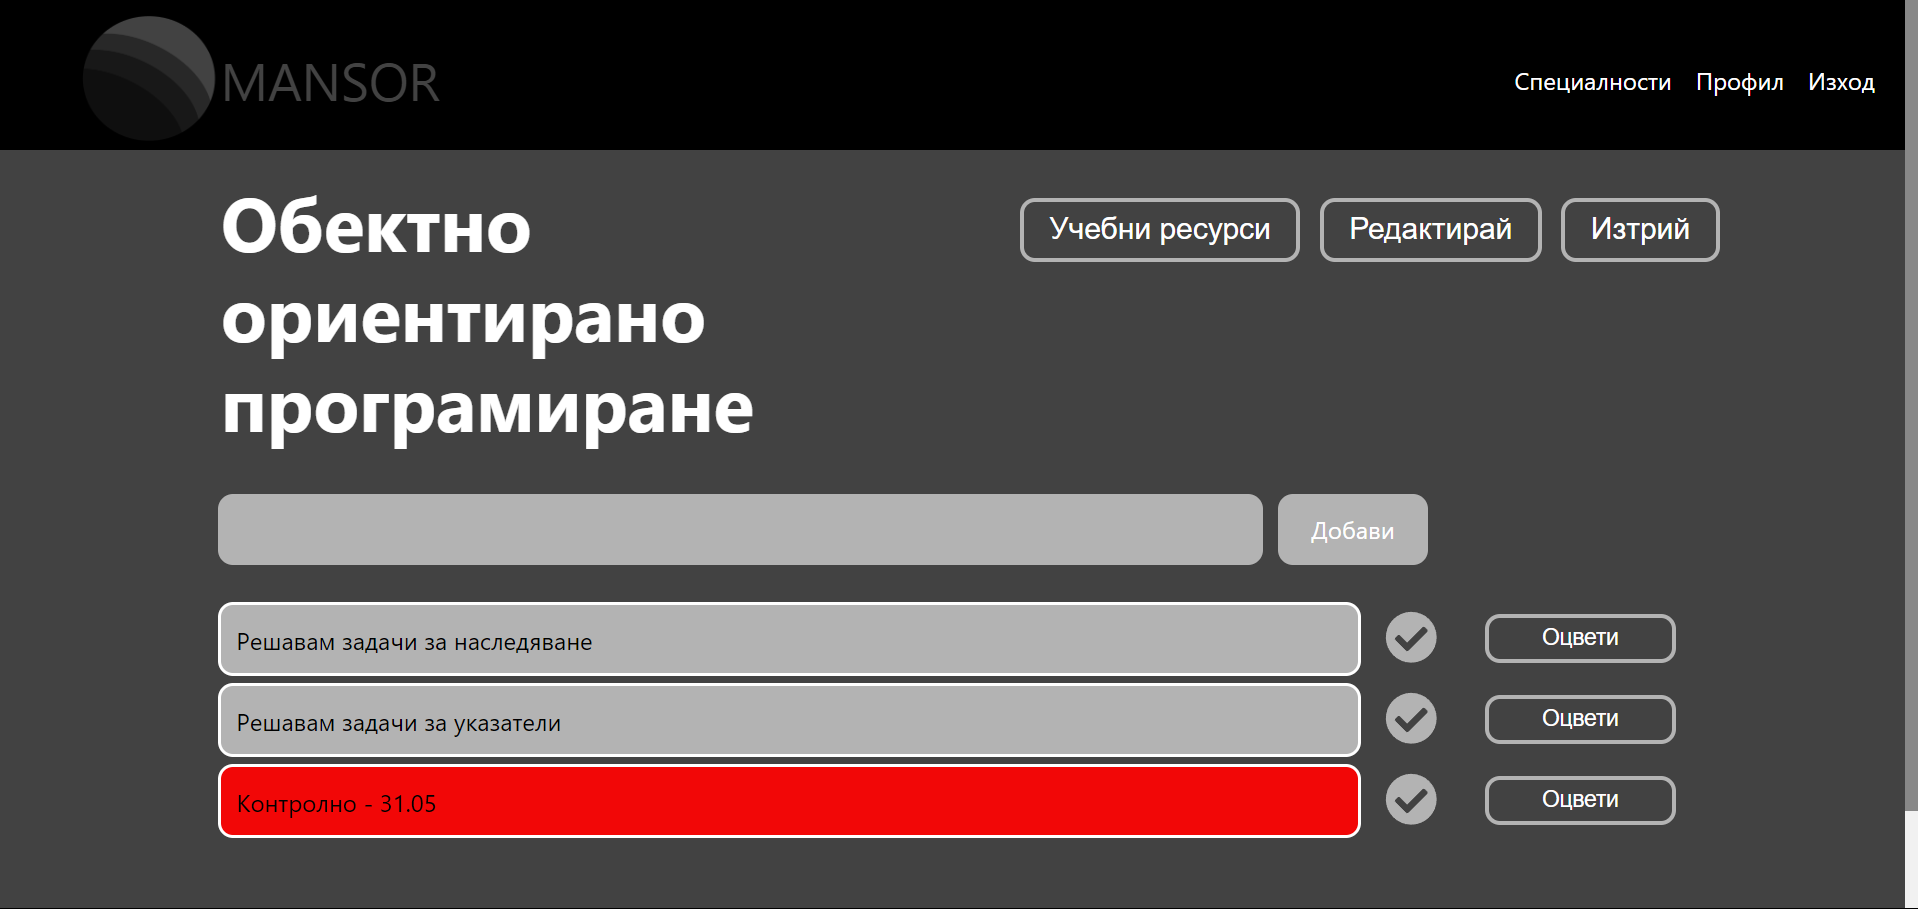 MANSOR
Специалности Профил Изход
Обектно
ориентирано
програмиране
Учебни ресурси Редактирай Изтрий
Добави
Решавам задачи за наследяване Оцвети
Решавам задачи за указатели Оцвети
Контролно - 31.05 Оцвети